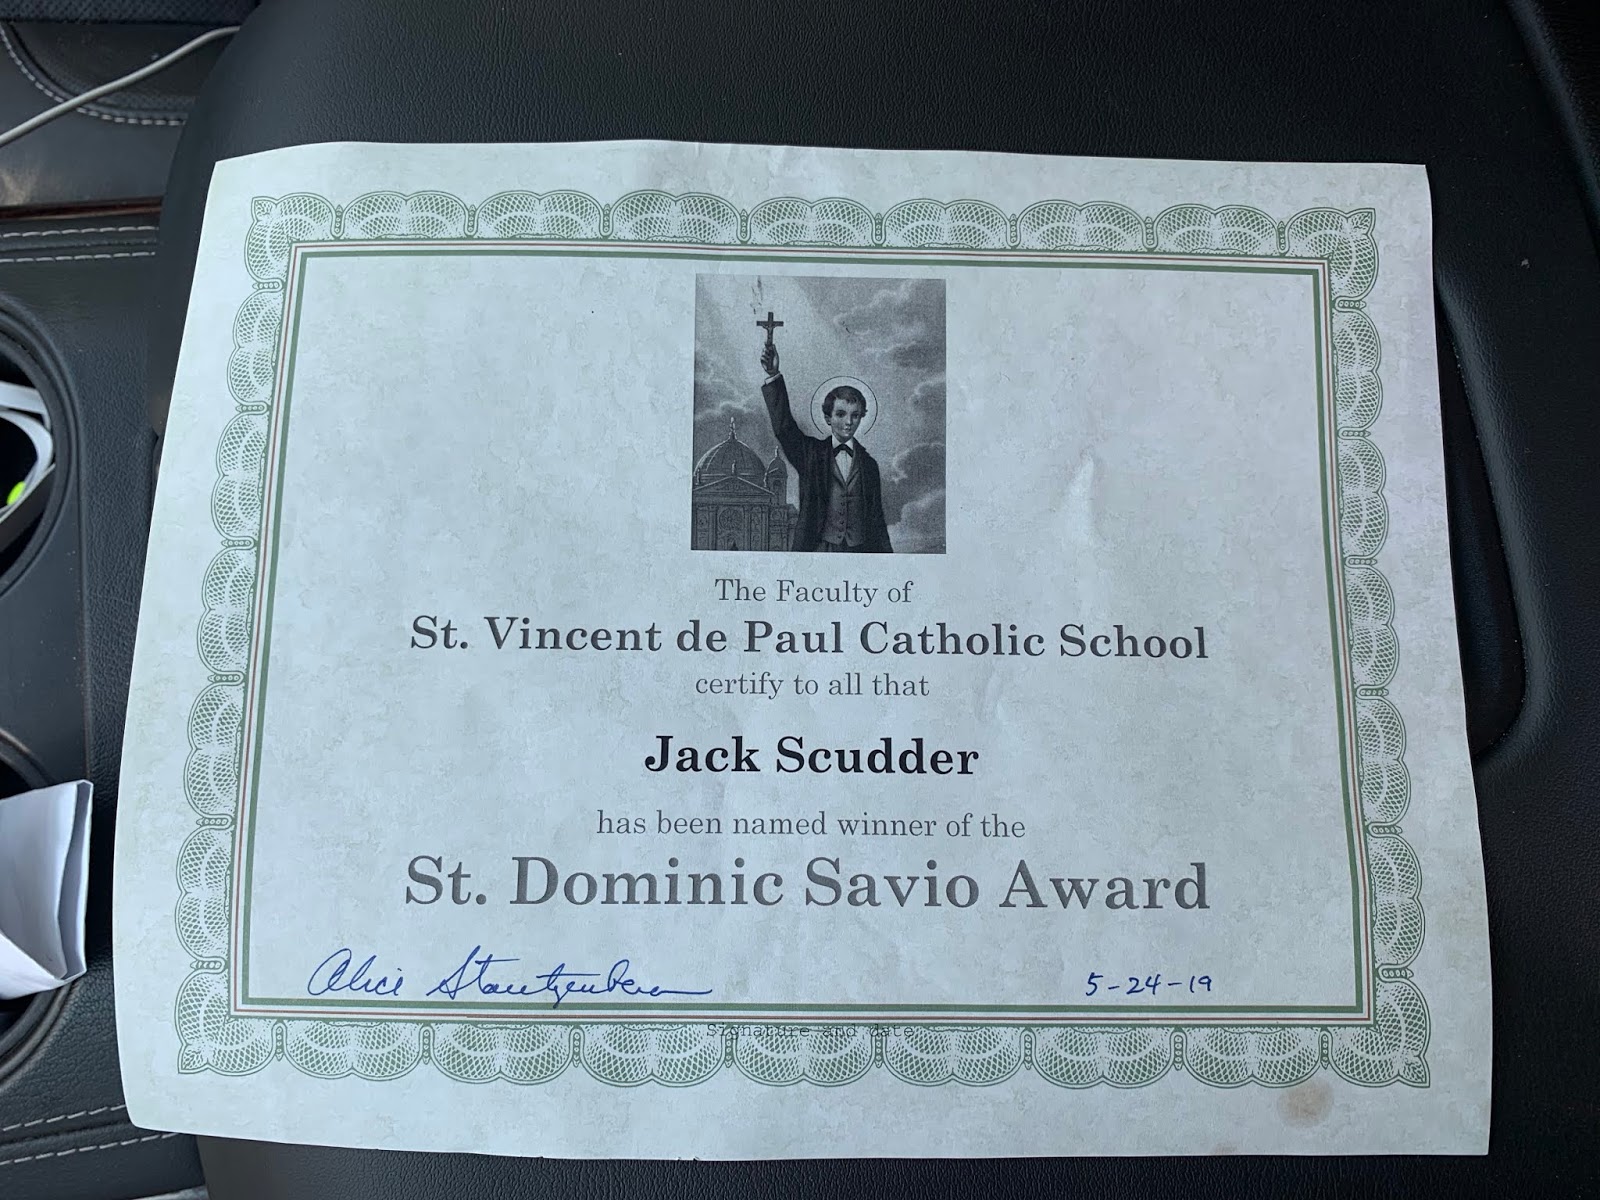 The Faculty of
St. Vincent de Paul Catholic School
certify to all that
Jack Scudder
has been named winner of the
St. Dominic Savio Award
Alice 5-24-19
Signature and date